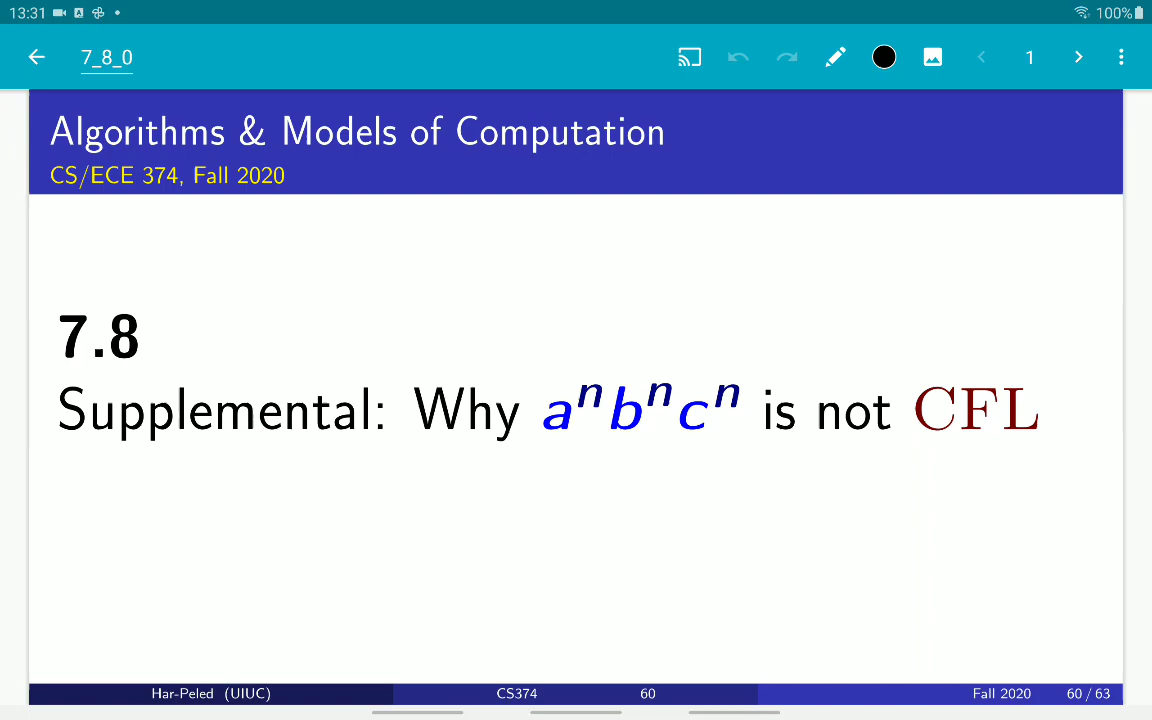 13:31 100%
7_8_0 1
Algorithms & Models of Computation
CS/ECE 374, Fall 2020
7.8
Supplemental: Why aⁿbⁿcⁿ is not CFL
Har-Peled (UIUC) CS374 60 Fall 2020 60 / 63